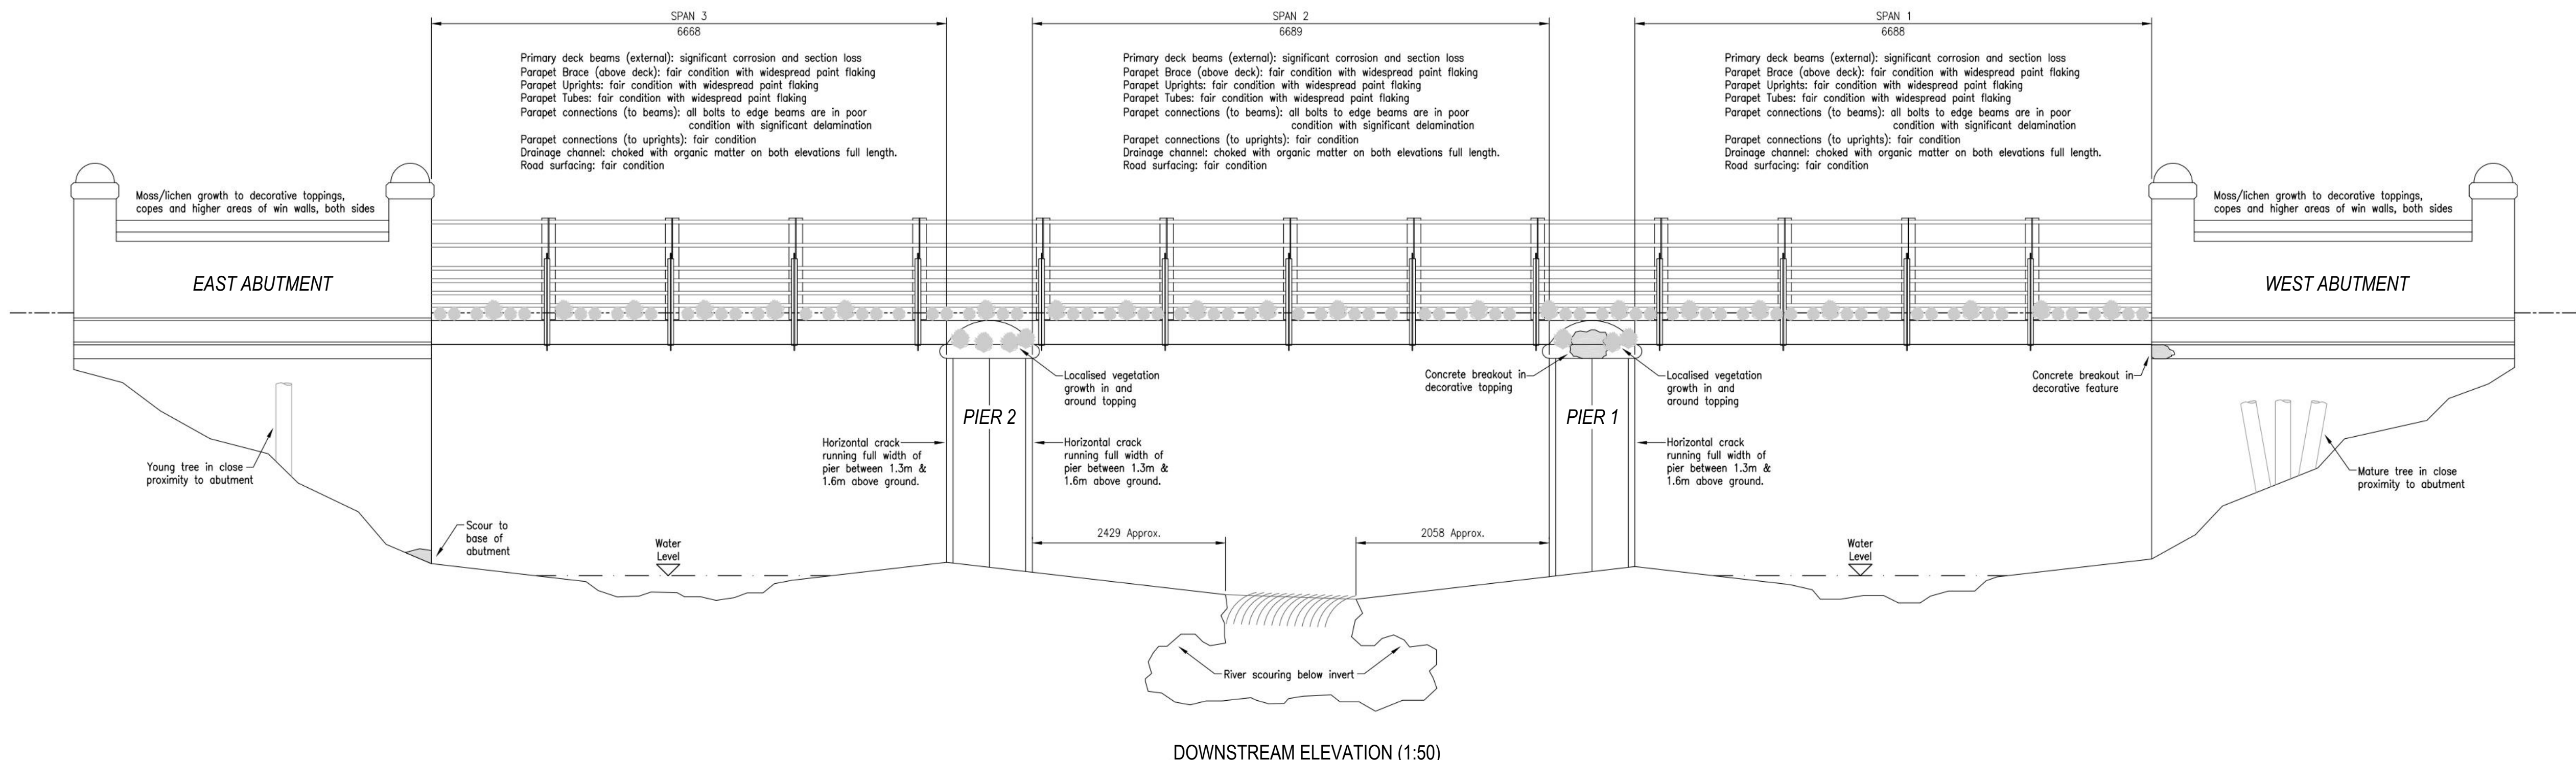 SPAN 3
6668
Primary deck beams (external): significant corrosion and section loss
Parapet Brace (above deck): fair condition with widespread paint flaking
Parapet Uprights: fair condition with widespread paint flaking
Parapet Tubes: fair condition with widespread paint flaking
Parapet connections (to beams): all bolts to edge beams are in poor
condition with significant delamination
Parapet connections (to uprights): fair condition
Drainage channel: choked with organic matter on both elevations full length.
Road surfacing: fair condition
SPAN 2
6689
Primary deck beams (external): significant corrosion and section loss
Parapet Brace (above deck): fair condition with widespread paint flaking
Parapet Uprights: fair condition with widespread paint flaking
Parapet Tubes: fair condition with widespread paint flaking
Parapet connections (to beams): all bolts to edge beams are in poor
condition with significant delamination
Parapet connections (to uprights): fair condition
Drainage channel: choked with organic matter on both elevations full length.
Road surfacing: fair condition
SPAN 1
6688
Primary deck beams (external): significant corrosion and section loss
Parapet Brace (above deck): fair condition with widespread paint flaking
Parapet Uprights: fair condition with widespread paint flaking
Parapet Tubes: fair condition with widespread paint flaking
Parapet connections (to beams): all bolts to edge beams are in poor
condition with significant delamination
Parapet connections (to uprights): fair condition
Drainage channel: choked with organic matter on both elevations full length.
Road surfacing: fair condition
Moss/lichen growth to decorative toppings,
copes and higher areas of win walls, both sides
Moss/lichen growth to decorative toppings,
copes and higher areas of win walls, both sides
EAST ABUTMENT
WEST ABUTMENT
Localised vegetation
growth in and
around topping
Concrete breakout in
decorative topping
Localised vegetation
growth in and
around topping
Concrete breakout in
decorative feature
PIER 2
PIER 1
Horizontal crack
running full width of
pier between 1.3m &
1.6m above ground.
Horizontal crack
running full width of
pier between 1.3m &
1.6m above ground.
Horizontal crack
running full width of
pier between 1.3m &
1.6m above ground.
Young tree in close
proximity to abutment
Mature tree in close
proximity to abutment
Scour to
base of
abutment
Water
Level
2429 Approx.
2058 Approx.
Water
Level
River scouring below invert
DOWNSTREAM ELEVATION (1:50)